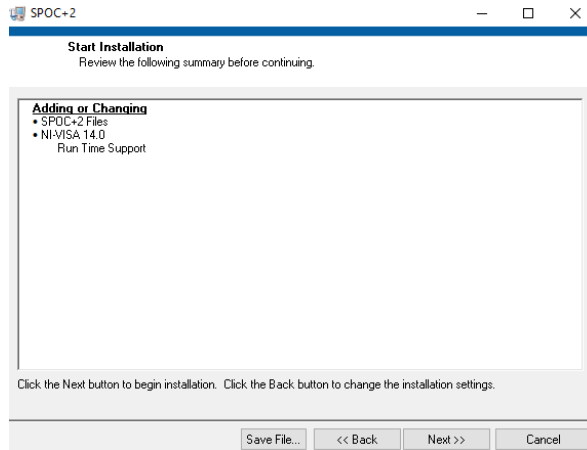 SPOC+2
Start Installation
Review the following summary before continuing.
Adding or Changing
• SPOC+2 Files
• NI-VISA 14.0
Run Time Support
Click the Next button to begin installation. Click the Back button to change the installation settings.
Save File... << Back Next >> Cancel